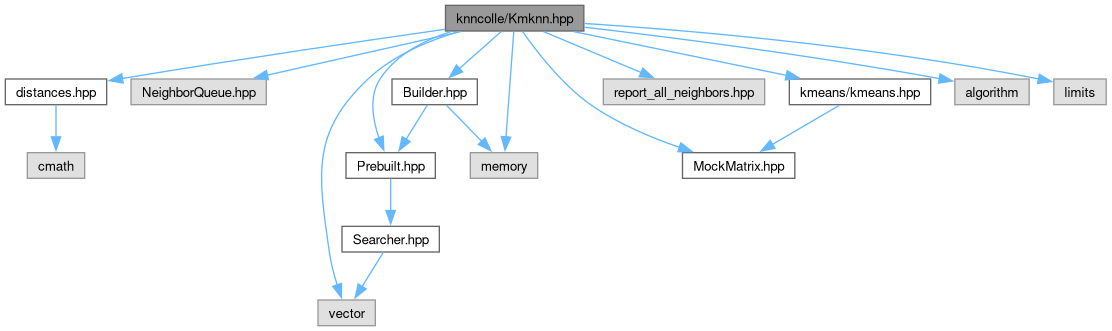 knncolle/Kmknn.hpp
distances.hpp
NeighborQueue.hpp
Builder.hpp
report_all_neighbors.hpp
kmeans/kmeans.hpp
algorithm
limits
cmath
Prebuilt.hpp
memory
MockMatrix.hpp
Searcher.hpp
vector